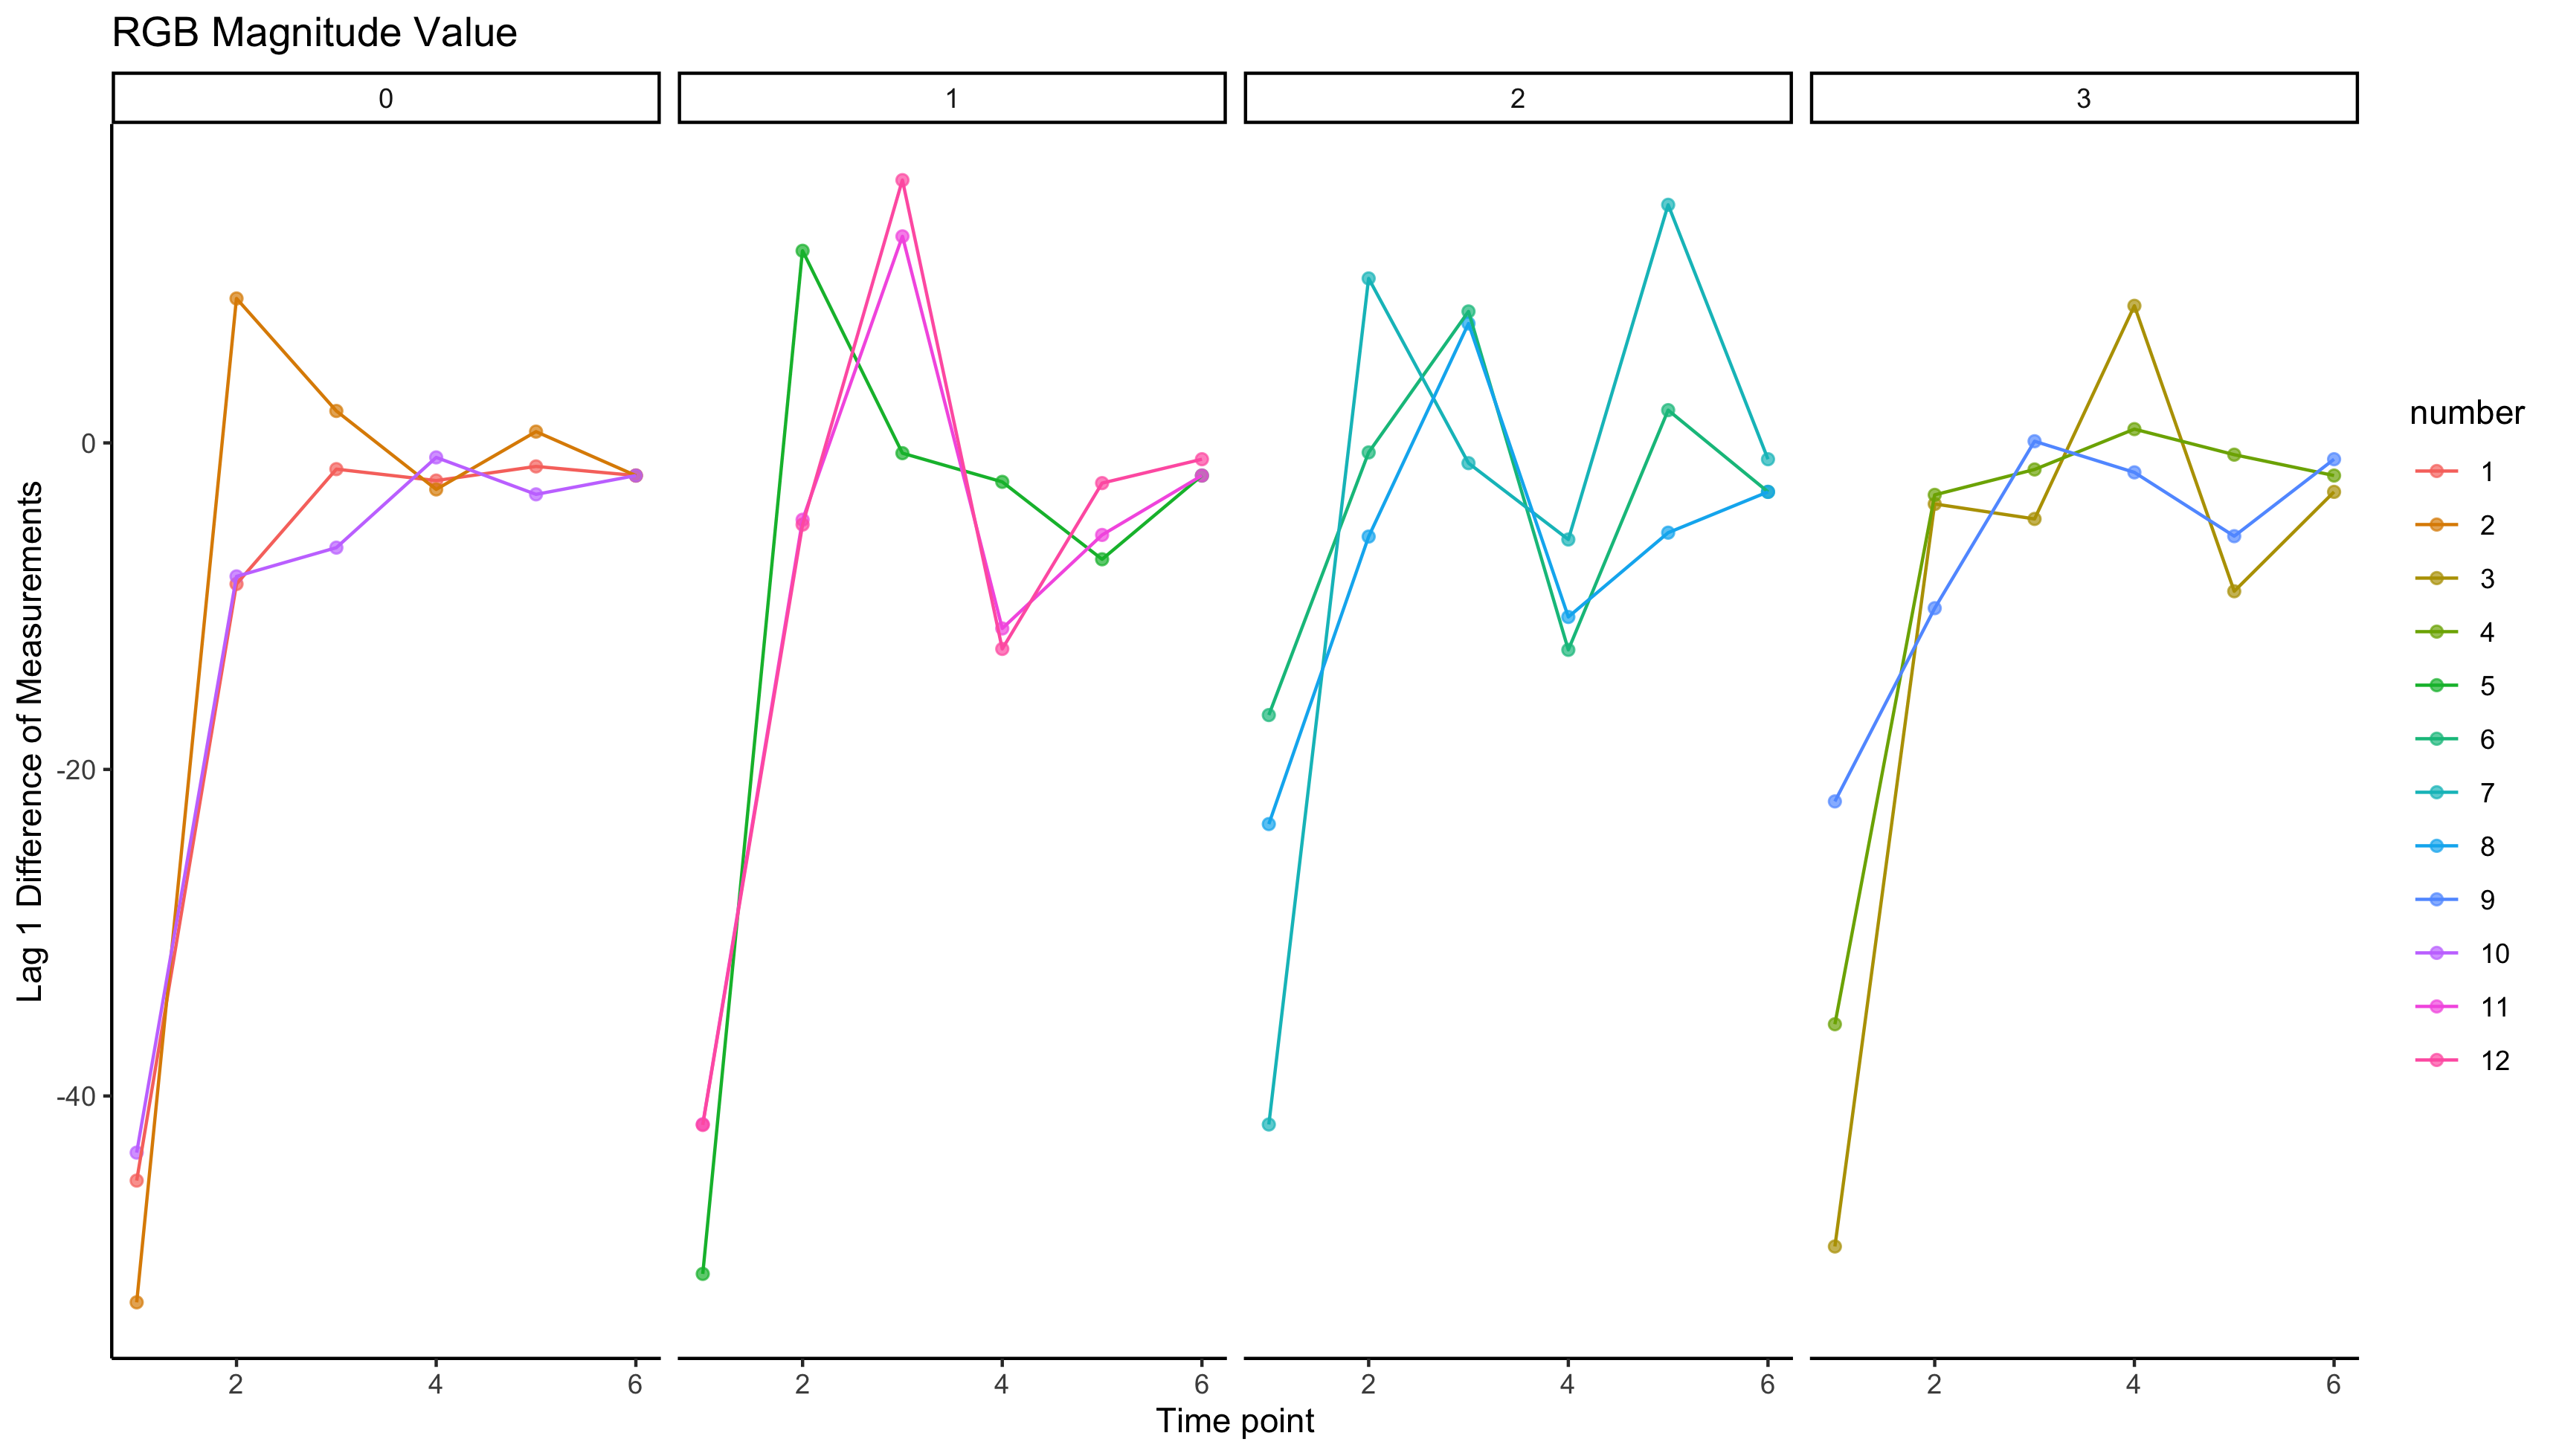 RGB Magnitude Value
0 1 2 3
Lag 1 Difference of Measurements
0
-20
-40
2 4 6 2 4 6 2 4 6 2 4 6
Time point
number
1
2
3
4
5
6
7
8
9
10
11
12